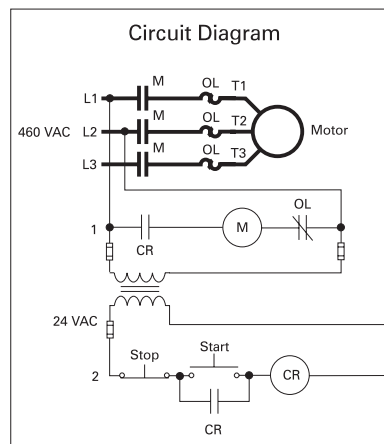 Circuit Diagram
M
OL
T1
L1
M
OL
T2
460 VAC
L2
Motor
M
OL
T3
L3
OL
1
M
CR
24 VAC
Start
Stop
2
CR
CR